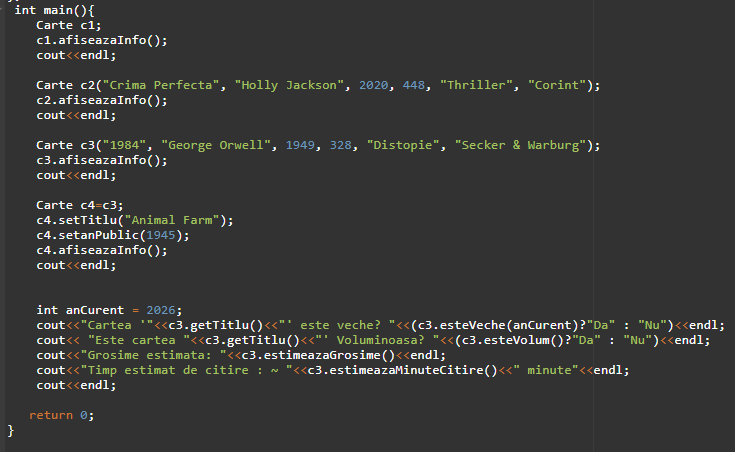 int main(){
Carte c1;
c1.afiseazaInfo();
cout<<endl;
Carte c2("Crima Perfecta", "Holly Jackson", 2020, 448, "Thriller", "Corint");
c2.afiseazaInfo();
cout<<endl;
Carte c3("1984", "George Orwell", 1949, 328, "Distopie", "Secker & Warburg");
c3.afiseazaInfo();
cout<<endl;
Carte c4=c3;
c4.setTitlu("Animal Farm");
c4.setanPublic(1945);
c4.afiseazaInfo();
cout<<endl;
int anCurent = 2026;
cout<<"Cartea '"<<c3.getTitlu()<<"' este veche? "<<(c3.esteVeche(anCurent)?"Da" : "Nu")<<endl;
cout<< "Este cartea "<<c3.getTitlu()<<"' Voluminoasa? "<<(c3.esteVolum()?"Da" : "Nu")<<endl;
cout<<"Grosime estimata: "<<c3.estimeazaGrosime()<<endl;
cout<<"Timp estimat de citire : ~ "<<c3.estimeazaMinuteCitire()<<" minute"<<endl;
cout<<endl;
return 0;
}